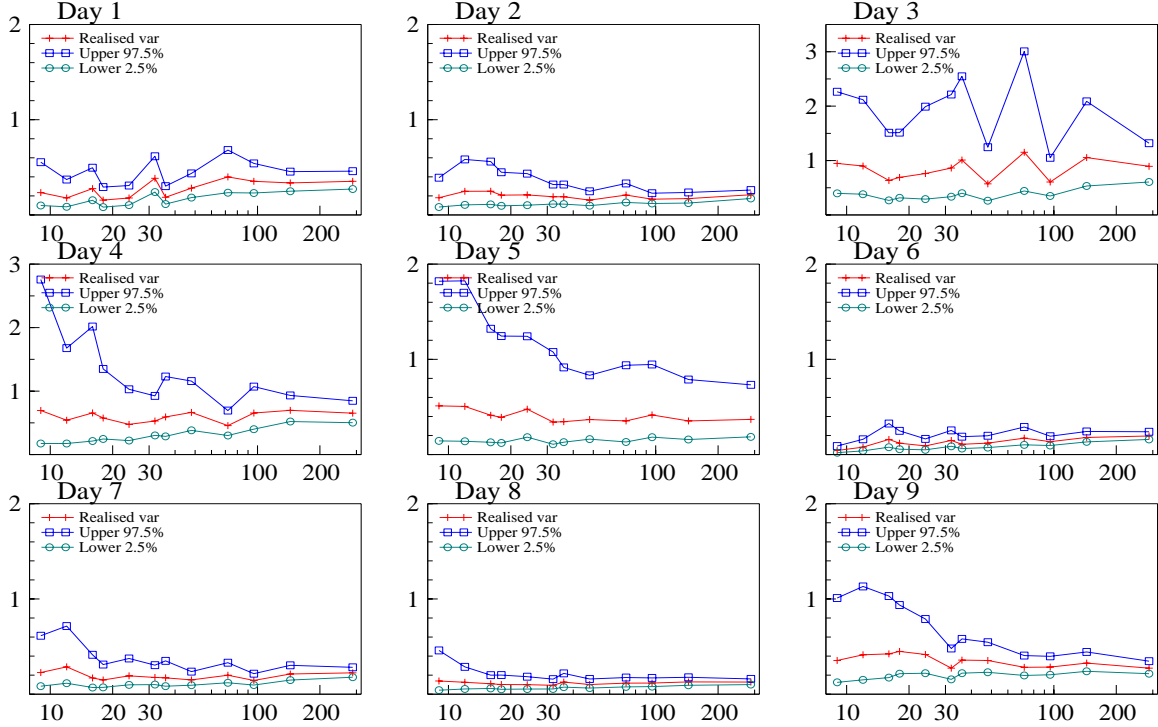 Day 1
2
1
Realised var
Upper 97.5%
Lower 2.5%
10 20 30 100 200
Day 2
2
1
Realised var
Upper 97.5%
Lower 2.5%
10 20 30 100 200
Day 3
3
2
1
Realised var
Upper 97.5%
Lower 2.5%
10 20 30 100 200
Day 4
3
2
1
Realised var
Upper 97.5%
Lower 2.5%
10 20 30 100 200
Day 5
2
1
Realised var
Upper 97.5%
Lower 2.5%
10 20 30 100 200
Day 6
2
1
Realised var
Upper 97.5%
Lower 2.5%
10 20 30 100 200
Day 7
2
1
Realised var
Upper 97.5%
Lower 2.5%
10 20 30 100 200
Day 8
2
1
Realised var
Upper 97.5%
Lower 2.5%
10 20 30 100 200
Day 9
2
1
Realised var
Upper 97.5%
Lower 2.5%
10 20 30 100 200